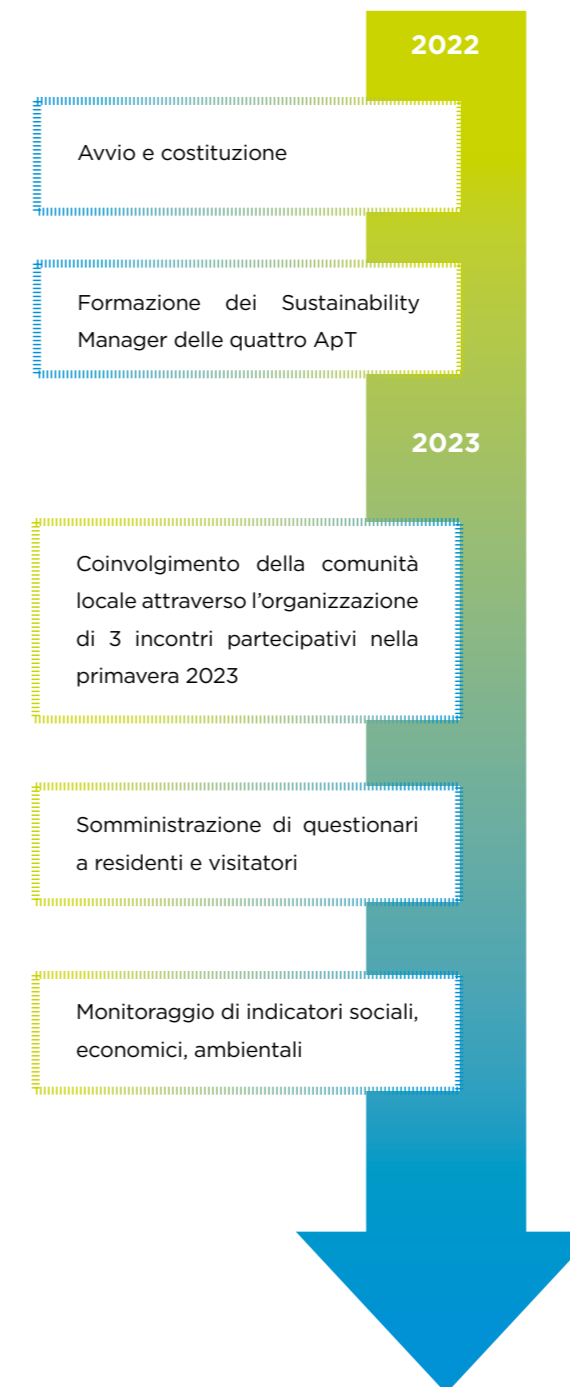 2022
Avvio e costituzione
Formazione dei Sustainability
Manager delle quattro ApT
2023
Coinvolgimento della comunità
locale attraverso l’organizzazione
di 3 incontri partecipativi nella
primavera 2023
Somministrazione di questionari
a residenti e visitatori
Monitoraggio di indicatori sociali,
economici, ambientali